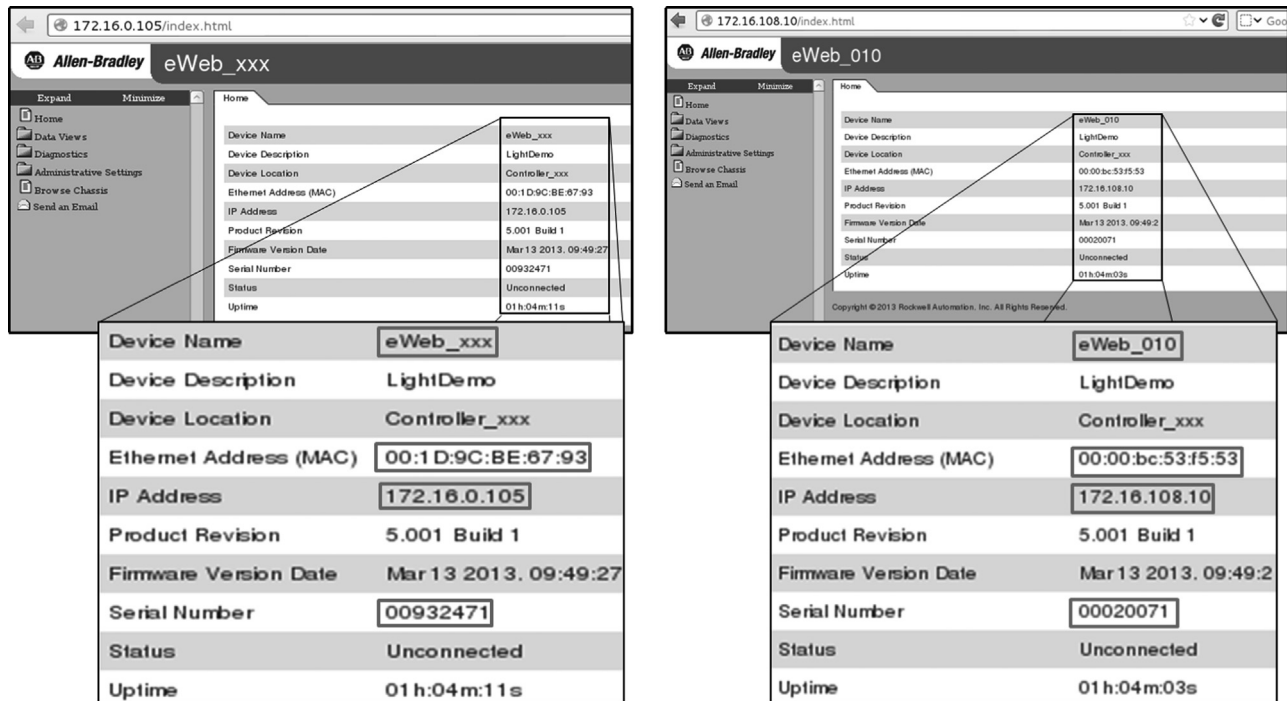 172.16.0.105/index.html
AB Allen-Bradley eWeb_xxx
Expand Minimize
Home
Data Views
Diagnostics
Administrative Settings
Browse Chassis
Send an Email
Home
Device Name eWeb_xxx
Device Description LightDemo
Device Location Controller_xxx
Ethernet Address (MAC) 00:1D:9C:BE:67:93
IP Address 172.16.0.105
Product Revision 5.001 Build 1
Firmware Version Date Mar 13 2013, 09:49:27
Serial Number 00932471
Status Unconnected
Uptime 01h:04m:11s
Device Name eWeb_xxx
Device Description LightDemo
Device Location Controller_xxx
Ethernet Address (MAC) 00:1D:9C:BE:67:93
IP Address 172.16.0.105
Product Revision 5.001 Build 1
Firmware Version Date Mar 13 2013. 09:49:27
Serial Number 00932471
Status Unconnected
Uptime 01h:04m:11s
172.16.108.10/index.html Goo
AB Allen-Bradley eWeb_010
Expand Minimize
Home
Data Views
Diagnostics
Administrative Settings
Browse Chassis
Send an Email
Home
Device Name eWeb_010
Device Description LightDemo
Device Location Controller_xxx
Ethernet Address (MAC) 00:00:bc:53:f5:53
IP Address 172.16.108.10
Product Revision 5.001 Build 1
Firmware Version Date Mar 13 2013, 09:49:2
Serial Number 00020071
Status Unconnected
Uptime 01h:04m:03s
Copyright © 2013 Rockwell Automation, Inc. All Rights Reserved.
Device Name eWeb_010
Device Description LightDemo
Device Location Controller_xxx
Ethernet Address (MAC) 00:00:bc:53:f5:53
IP Address 172.16.108.10
Product Revision 5.001 Build 1
Firmware Version Date Mar 13 2013. 09:49:2
Serial Number 00020071
Status Unconnected
Uptime 01h:04m:03s